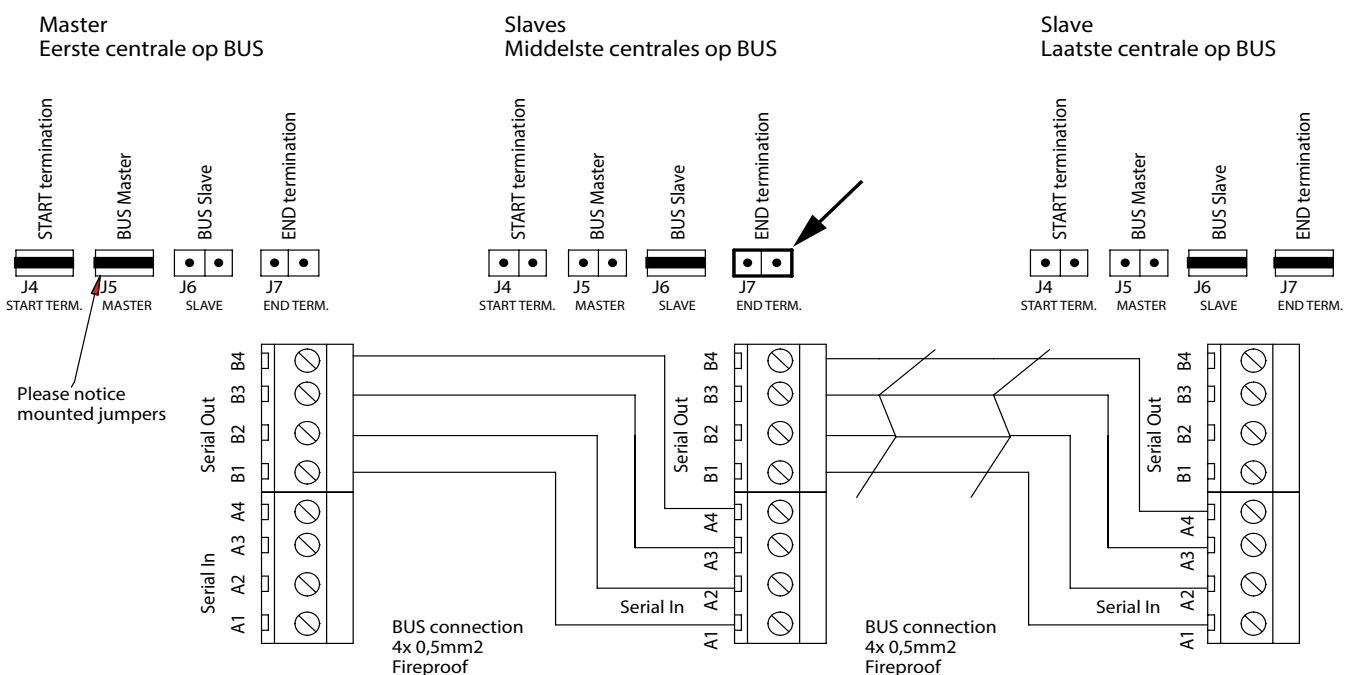 Master
Eerste centrale op BUS
START termination
BUS Master
BUS Slave
END termination
J4
START TERM.
J5
MASTER
J6
SLAVE
J7
END TERM.
Please notice
mounted jumpers
Slaves
Middelste centrales op BUS
START termination
BUS Master
BUS Slave
END termination
J4
START TERM.
J5
MASTER
J6
SLAVE
J7
END TERM.
Slave
Laatste centrale op BUS
START termination
BUS Master
BUS Slave
END termination
J4
START TERM.
J5
MASTER
J6
SLAVE
J7
END TERM.
Serial Out
B4
B3
B2
B1
Serial In
A4
A3
A2
A1
BUS connection
4x 0,5mm2
Fireproof
Serial Out
B4
B3
B2
B1
Serial In
A4
A3
A2
A1
BUS connection
4x 0,5mm2
Fireproof
Serial Out
B4
B3
B2
B1
Serial In
A4
A3
A2
A1